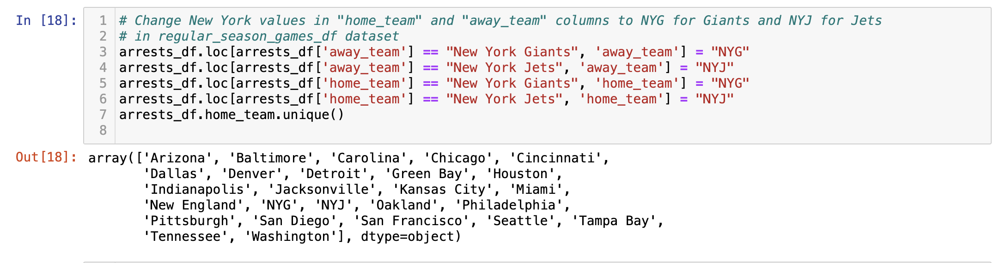 In [18]:
1 # Change New York values in "home_team" and "away_team" columns to NYG for Giants and NYJ for Jets
2 # in regular_season_games_df dataset
3 arrests_df.loc[arrests_df['away_team'] == "New York Giants", 'away_team'] = "NYG"
4 arrests_df.loc[arrests_df['away_team'] == "New York Jets", 'away_team'] = "NYJ"
5 arrests_df.loc[arrests_df['home_team'] == "New York Giants", 'home_team'] = "NYG"
6 arrests_df.loc[arrests_df['home_team'] == "New York Jets", 'home_team'] = "NYJ"
7 arrests_df.home_team.unique()
8
Out[18]: array(['Arizona', 'Baltimore', 'Carolina', 'Chicago', 'Cincinnati',
'Dallas', 'Denver', 'Detroit', 'Green Bay', 'Houston',
'Indianapolis', 'Jacksonville', 'Kansas City', 'Miami',
'New England', 'NYG', 'NYJ', 'Oakland', 'Philadelphia',
'Pittsburgh', 'San Diego', 'San Francisco', 'Seattle', 'Tampa Bay',
'Tennessee', 'Washington'], dtype=object)